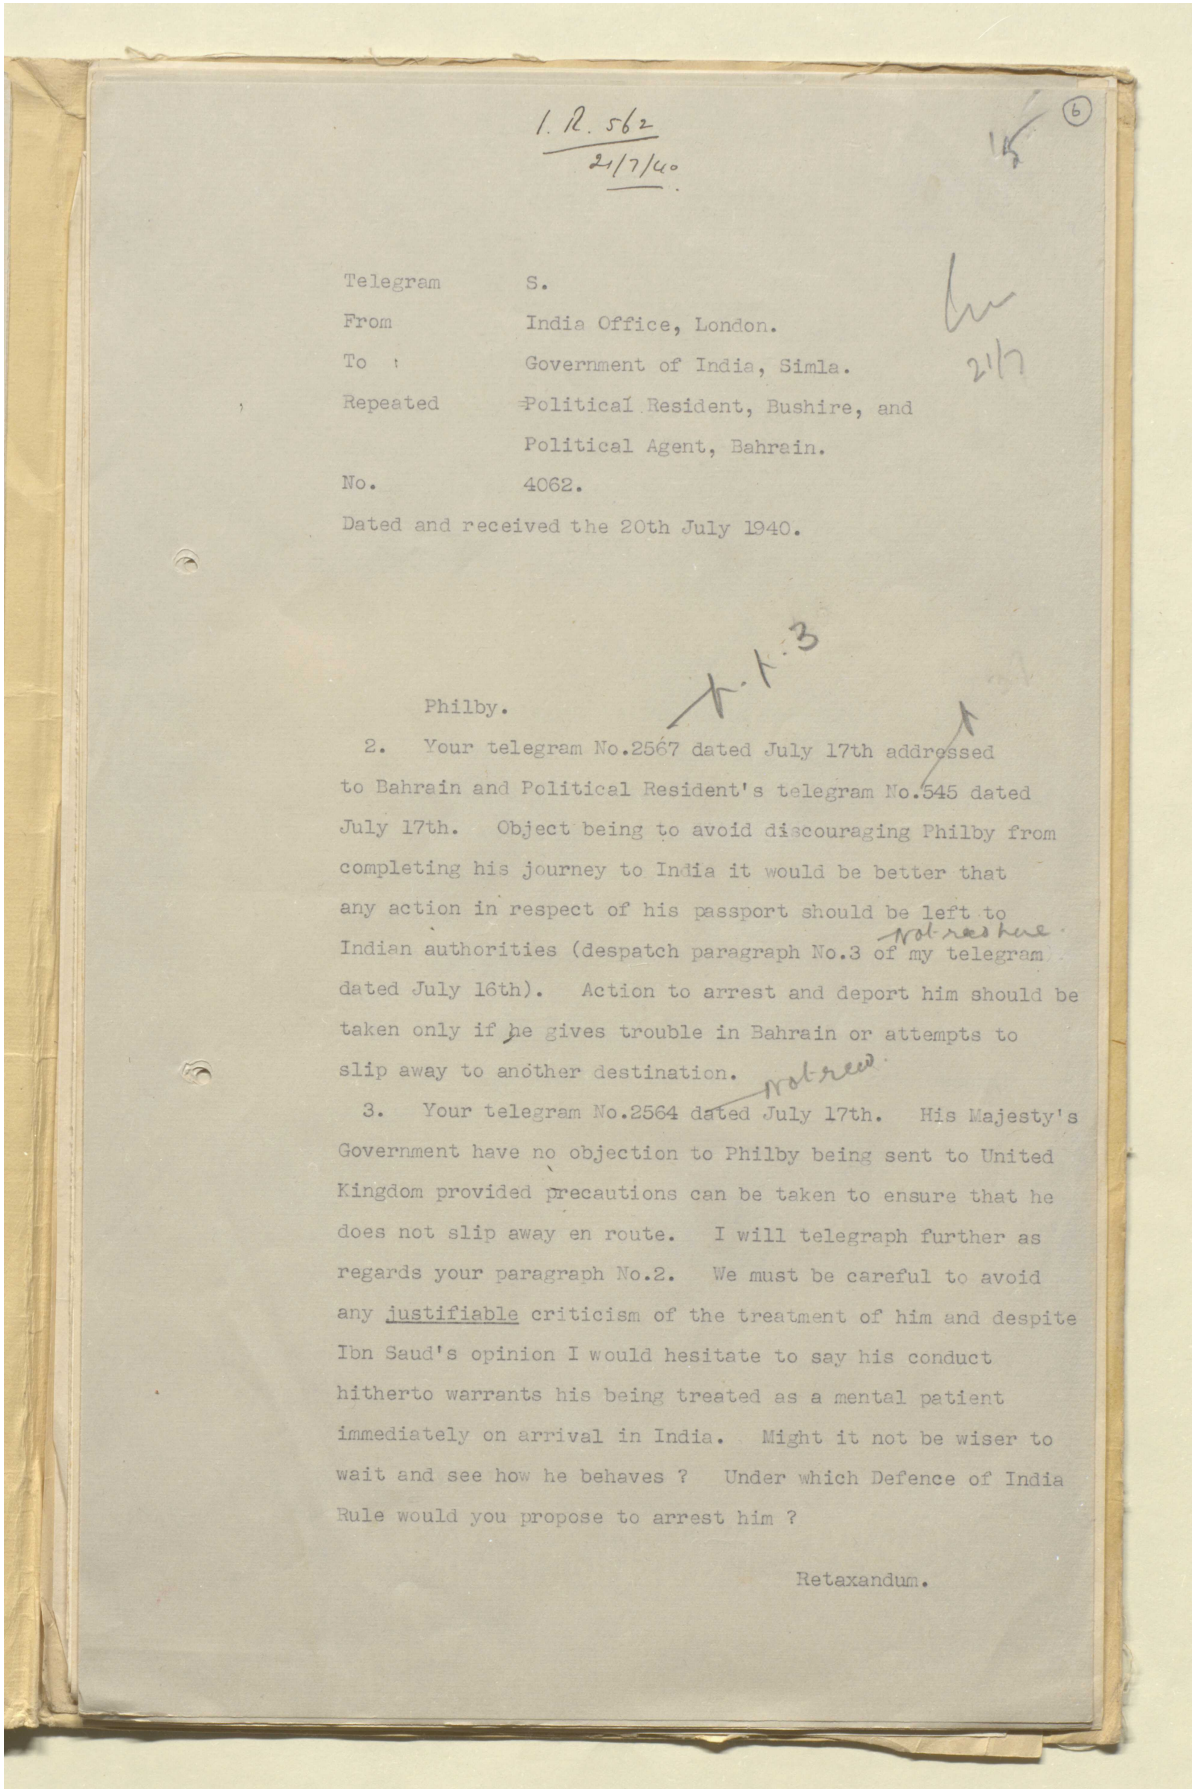 6
15
I.R. 562
21/7/40
Telegram S.
From India Office, London.
21/7
To Government of India, Simla.
Repeated Political Resident, Bushire, and
Political Agent, Bahrain.
No. 4062.
Dated and received the 20th July 1940.
Philby.
2. Your telegram No.2567 dated July 17th addressed
to Bahrain and Political Resident's telegram No.545 dated
July 17th. Object being to avoid discouraging Philby from
completing his journey to India it would be better that
any action in respect of his passport should be left to
Not recd here.
Indian authorities (despatch paragraph No.3 of my telegram
dated July 16th). Action to arrest and deport him should be
taken only if he gives trouble in Bahrain or attempts to
slip away to another destination.
Not recd.
3. Your telegram No.2564 dated July 17th. His Majesty's
Government have no objection to Philby being sent to United
Kingdom provided precautions can be taken to ensure that he
does not slip away en route. I will telegraph further as
regards your paragraph No.2. We must be careful to avoid
any justifiable criticism of the treatment of him and despite
Ibn Saud's opinion I would hesitate to say his conduct
hitherto warrants his being treated as a mental patient
immediately on arrival in India. Might it not be wiser to
wait and see how he behaves ? Under which Defence of India
Rule would you propose to arrest him ?
Retaxandum.